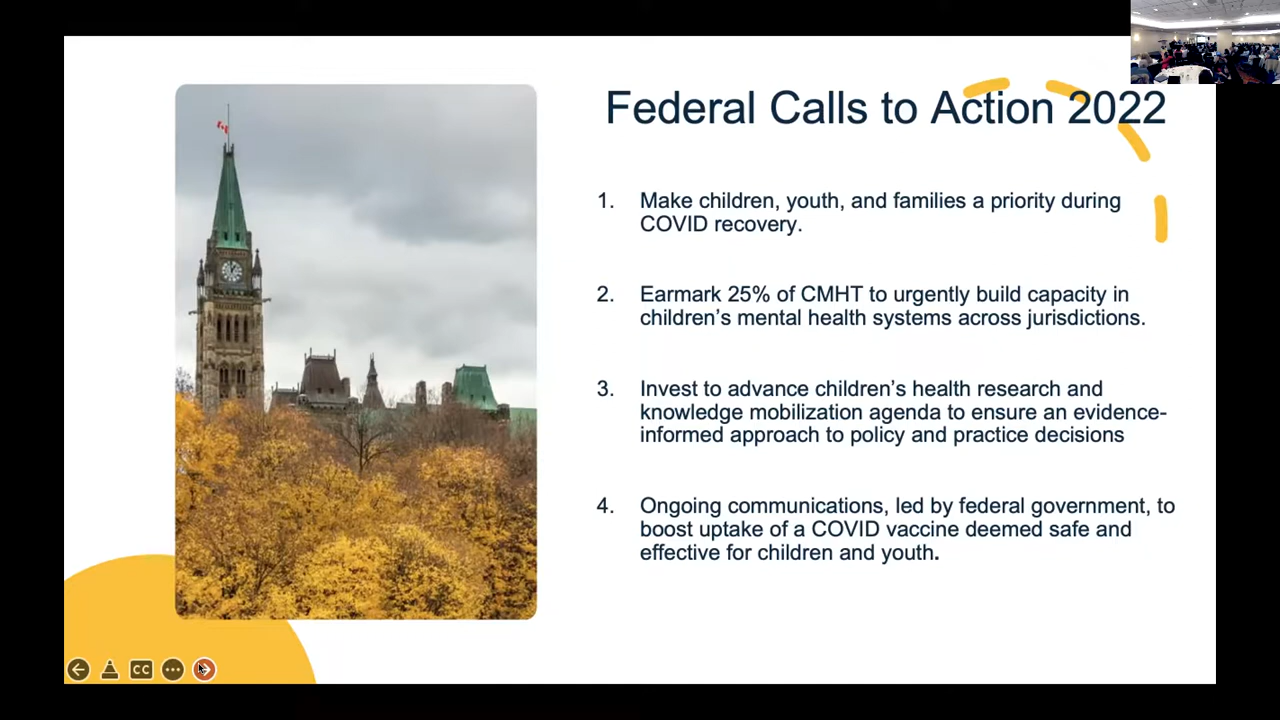 Federal Calls to Action 2022
1. Make children, youth, and families a priority during
COVID recovery.
2. Earmark 25% of CMHT to urgently build capacity in
children’s mental health systems across jurisdictions.
3. Invest to advance children’s health research and
knowledge mobilization agenda to ensure an evidence-
informed approach to policy and practice decisions
4. Ongoing communications, led by federal government, to
boost uptake of a COVID vaccine deemed safe and
effective for children and youth.
CC